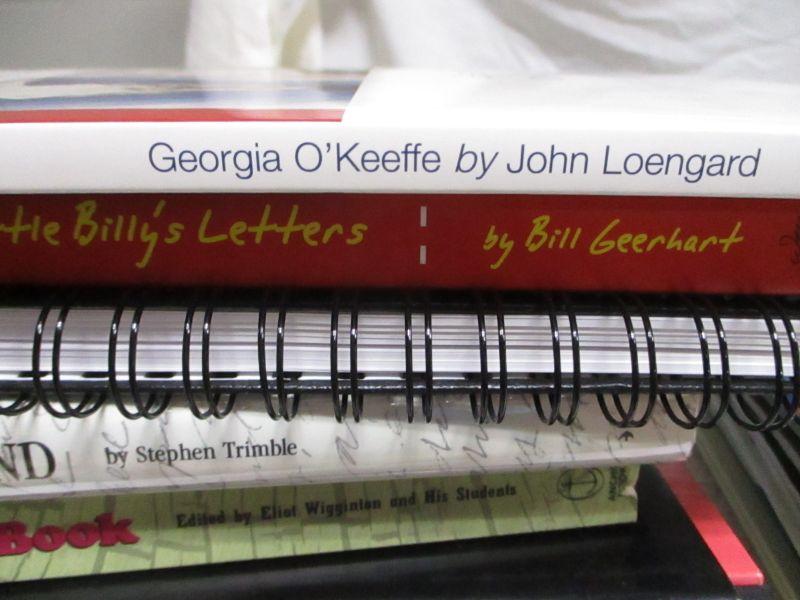 Georgia O'Keeffe by John Loengard
tle Billy's Letters | by Bill Geerhart
ND by Stephen Trimble
Book Edited by Eliot Wigginton and His Students